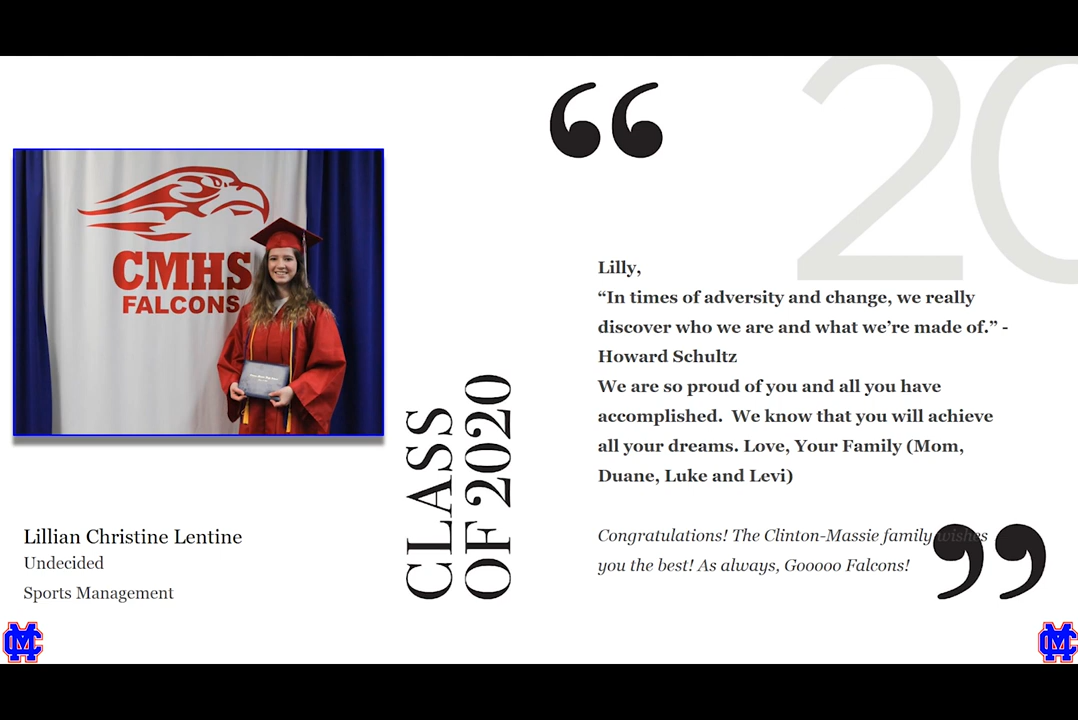 CMHS
FALCONS
Lillian Christine Lentine
Undecided
Sports Management
CLASS
OF 2020
20
“
Lilly,
“In times of adversity and change, we really
discover who we are and what we’re made of.” -
Howard Schultz
We are so proud of you and all you have
accomplished.  We know that you will achieve
all your dreams. Love, Your Family (Mom,
Duane, Luke and Levi)
Congratulations! The Clinton-Massie family wishes
you the best! As always, Gooooo Falcons!
”
CM
CM